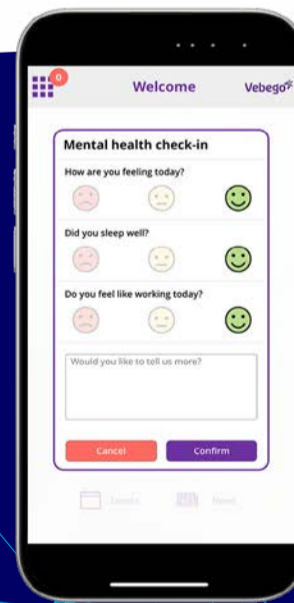 0
Welcome
Vebego
Mental health check-in
How are you feeling today?
Did you sleep well?
Do you feel like working today?
Would you like to tell us more?
Cancel
Confirm
News